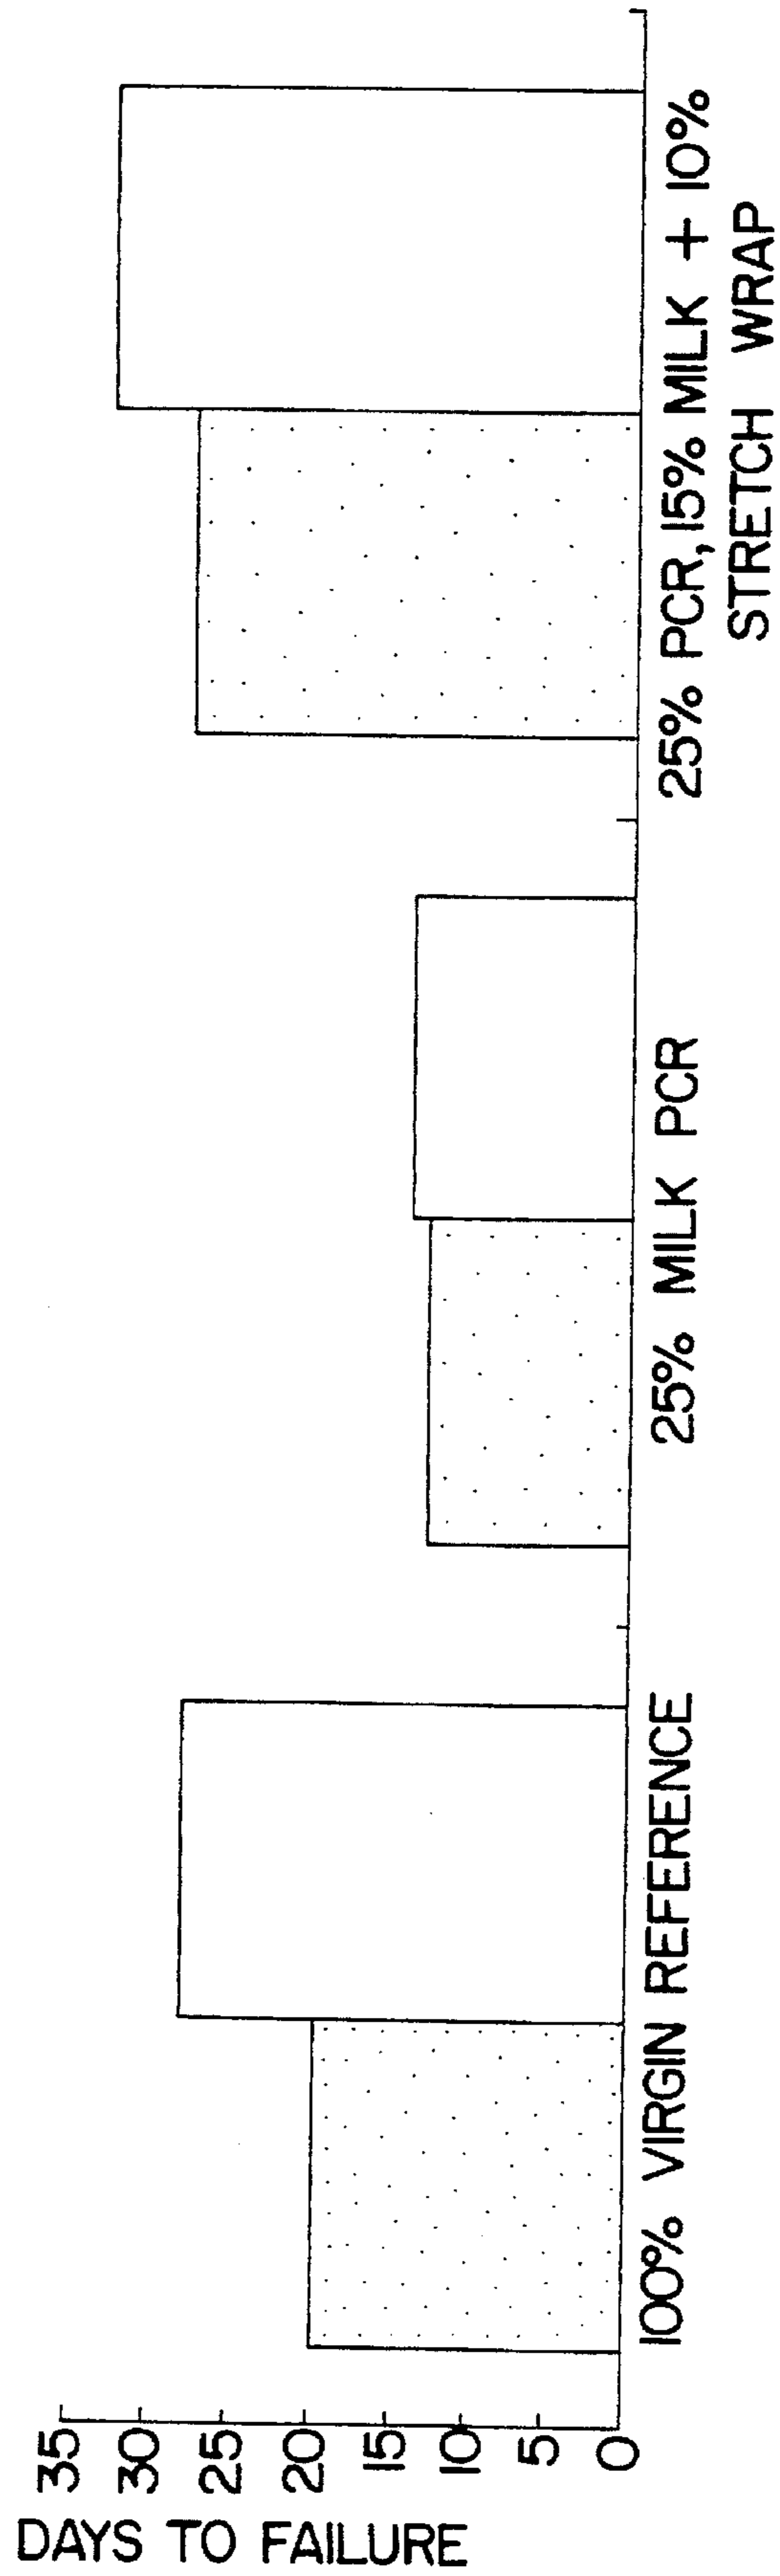 DAYS TO FAILURE
35
30
25
20
15
10
5
0
100% VIRGIN REFERENCE
25% MILK PCR
25% PCR, 15% MILK + 10%
STRETCH WRAP